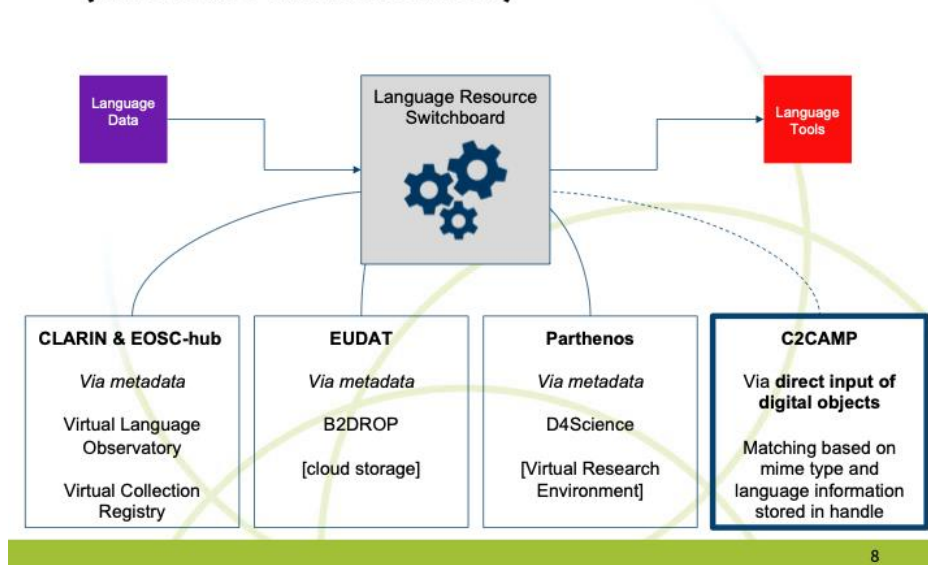 Language
Data
Language Resource
Switchboard
Language
Tools
CLARIN & EOSC-hub
Via metadata
Virtual Language
Observatory
Virtual Collection
Registry
EUDAT
Via metadata
B2DROP
[cloud storage]
Parthenos
Via metadata
D4Science
[Virtual Research
Environment]
C2CAMP
Via direct input of
digital objects
Matching based on
mime type and
language information
stored in handle
8